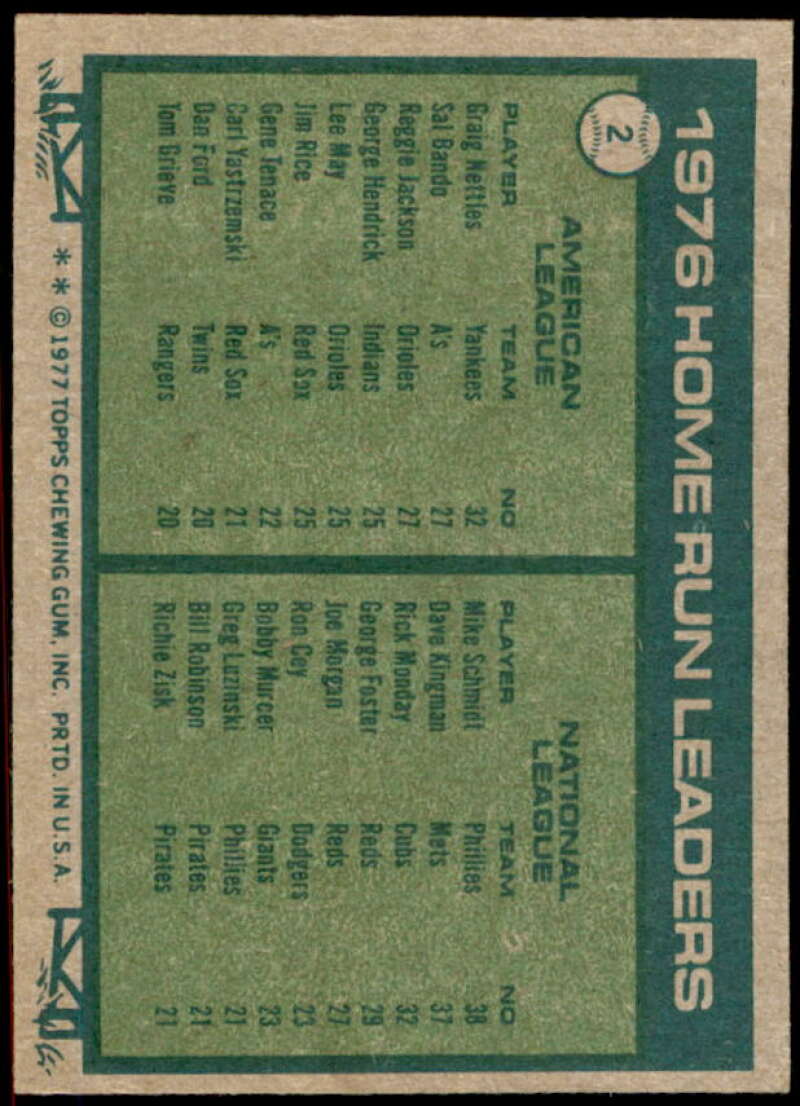 2
1976 HOME RUN LEADERS
AMERICAN
LEAGUE
PLAYER TEAM NO
Graig Nettles Yankees 32
Sal Bando A's 27
Reggie Jackson Orioles 27
George Hendrick Indians 25
Lee May Orioles 25
Jim Rice Red Sox 25
Gene Tenace A's 22
Carl Yastrzemski Red Sox 21
Dan Ford Twins 20
Tom Grieve Rangers 20
NATIONAL
LEAGUE
PLAYER TEAM NO
Mike Schmidt Phillies 38
Dave Kingman Mets 37
Rick Monday Cubs 32
George Foster Reds 29
Joe Morgan Reds 27
Ron Cey Dodgers 23
Bobby Murcer Giants 23
Greg Luzinski Phillies 21
Bill Robinson Pirates 21
Richie Zisk Pirates 21
* * © 1977 TOPPS CHEWING GUM, INC. PRTD. IN U.S.A.